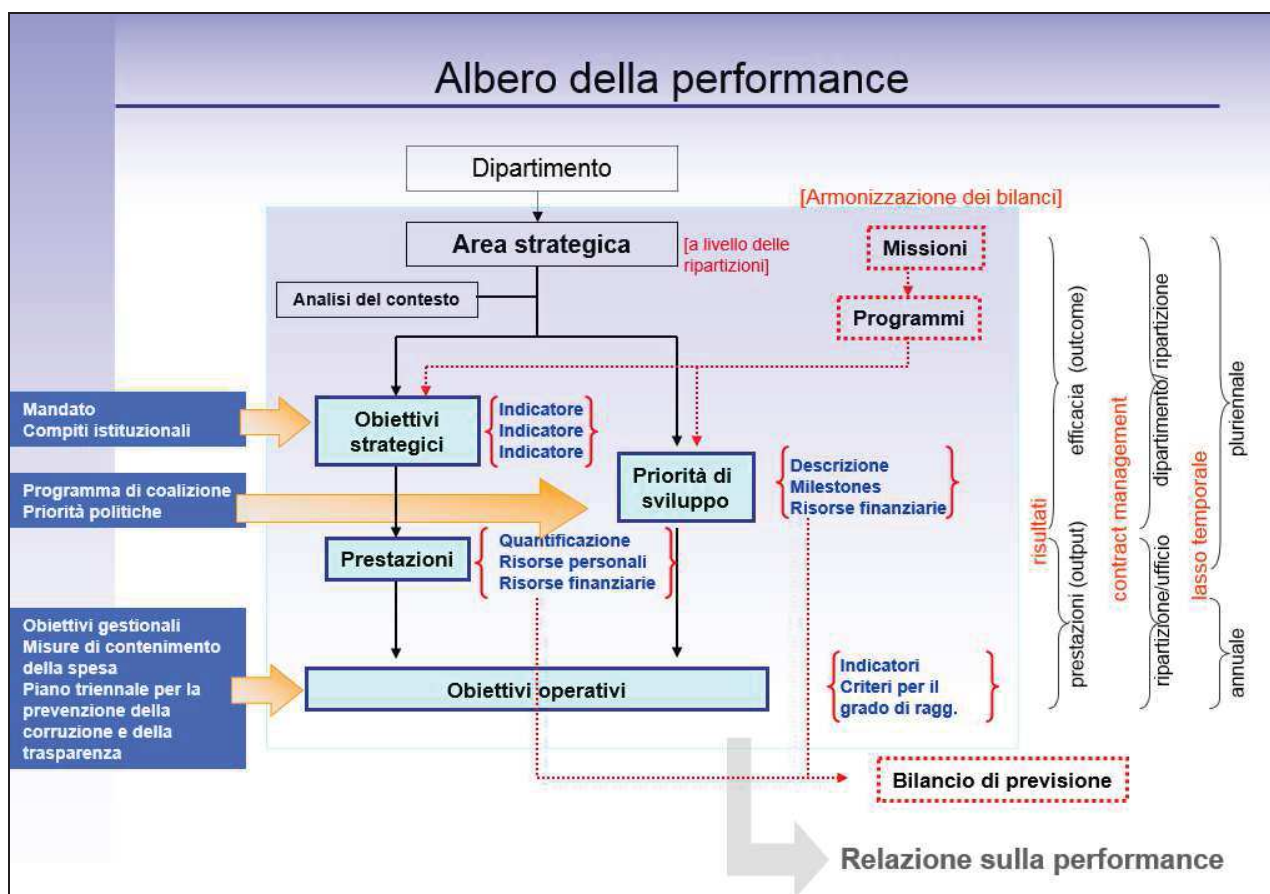 Albero della performance
Dipartimento
[Armonizzazione dei bilanci]
Area strategica
[a livello delle
ripartizioni]
Missioni
Analisi del contesto
Programmi
Mandato
Compiti istituzionali
Obiettivi
strategici
Indicatore
Indicatore
Indicatore
Programma di coalizione
Priorità politiche
Priorità di
sviluppo
Descrizione
Milestones
Risorse finanziarie
Prestazioni
Quantificazione
Risorse personali
Risorse finanziarie
Obiettivi gestionali
Misure di contenimento
della spesa
Piano triennale per la
prevenzione della
corruzione e della
trasparenza
Obiettivi operativi
Indicatori
Criteri per il
grado di ragg.
risultati
efficacia (outcome)
prestazioni (output)
contract management
dipartimento/ ripartizione
ripartizione/ufficio
lasso temporale
pluriennale
annuale
Bilancio di previsione
Relazione sulla performance